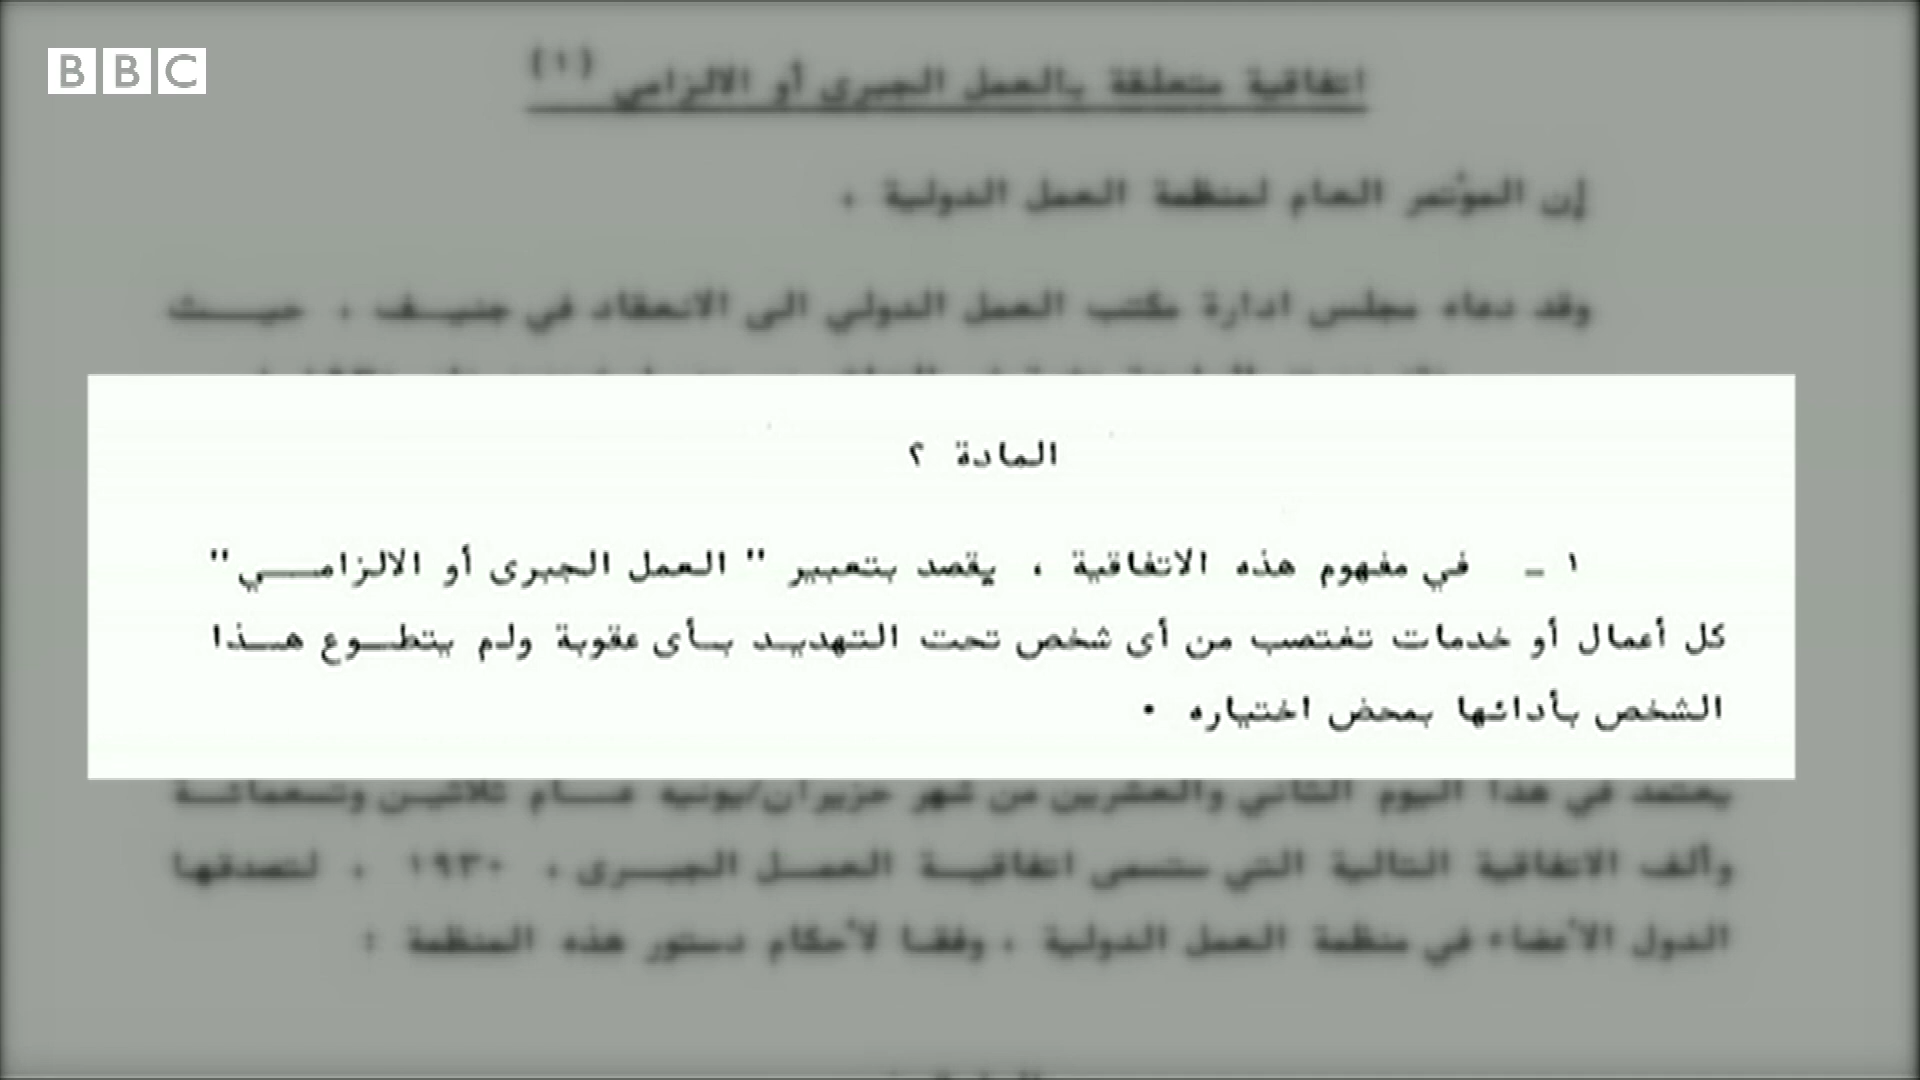 BBC
اتفاقية متعلقة بالعمل الجبرى أو الالزامي (١)
إن المؤتمر العام لمنظمة العمل الدولية ،
وقد دعاه مجلس ادارة مكتب العمل الدولي الى الانعقاد في جنيف ، حيث
المادة ٢
١ - في مفهوم هذه الاتفاقية ، يقصد بتعبير " العمل الجبرى أو الالزامي"
كل أعمال أو خدمات تغتصب من أى شخص تحت التهديد بأى عقوبة ولم يتطوع هذا
الشخص بأدائها بمحض اختياره .
يعتمد في هذا اليوم الثاني والعشرين من شهر حزيران/يونيه عام ثلاثين وتسعمائة
وألف الاتفاقية التالية التي ستسمى اتفاقية العمل الجبرى ، ١٩٣٠ ، لتصدقها
الدول الأعضاء في منظمة العمل الدولية ، وفقا لأحكام دستور هذه المنظمة :